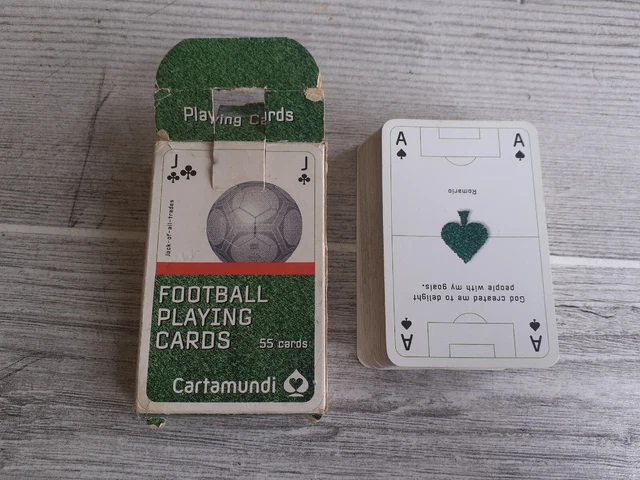 Playing Cards
J
J
Jack-of-all-trades
FOOTBALL
PLAYING
CARDS
55 cards
Cartamundi
A
A
Romario
God created me to delight
people with my goals.
A
A